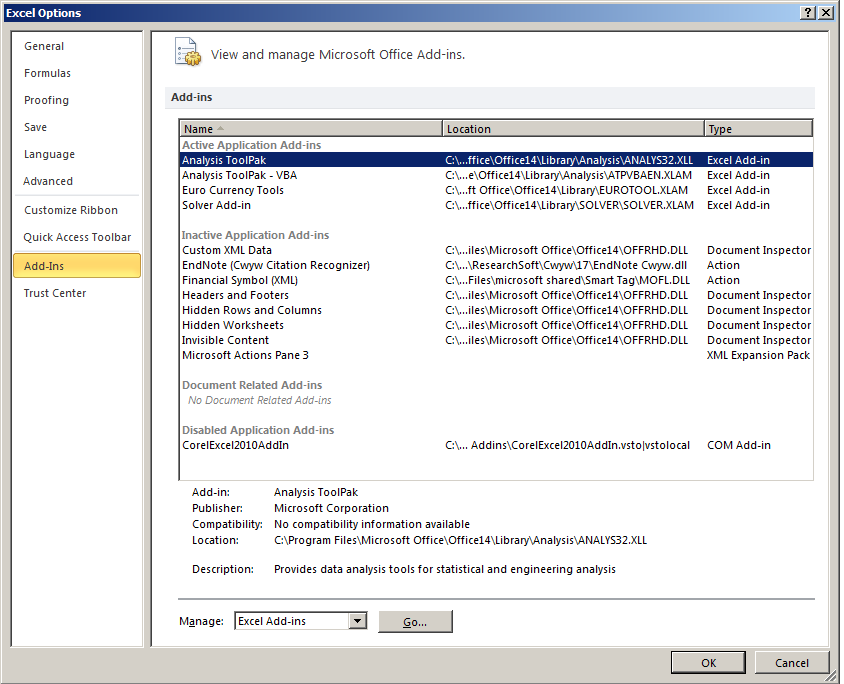 Excel Options
General
Formulas
Proofing
Save
Language
Advanced
Customize Ribbon
Quick Access Toolbar
Add-Ins
Trust Center
View and manage Microsoft Office Add-ins.
Add-ins
Name Location Type
Active Application Add-ins
Analysis ToolPak C:\...ffice\Office14\Library\Analysis\ANALYS32.XLL Excel Add-in
Analysis ToolPak - VBA C:\...e\Office14\Library\Analysis\ATPVBAEN.XLAM Excel Add-in
Euro Currency Tools C:\...ft Office\Office14\Library\EUROTOOL.XLAM Excel Add-in
Solver Add-in C:\...ffice\Office14\Library\SOLVER\SOLVER.XLAM Excel Add-in
Inactive Application Add-ins
Custom XML Data C:\...iles\Microsoft Office\Office14\OFFRHD.DLL Document Inspector
EndNote (Cwyw Citation Recognizer) C:\...\ResearchSoft\Cwyw\17\EndNote Cwyw.dll Action
Financial Symbol (XML) C:\...Files\microsoft shared\Smart Tag\MOFL.DLL Action
Headers and Footers C:\...iles\Microsoft Office\Office14\OFFRHD.DLL Document Inspector
Hidden Rows and Columns C:\...iles\Microsoft Office\Office14\OFFRHD.DLL Document Inspector
Hidden Worksheets C:\...iles\Microsoft Office\Office14\OFFRHD.DLL Document Inspector
Invisible Content C:\...iles\Microsoft Office\Office14\OFFRHD.DLL Document Inspector
Microsoft Actions Pane 3 XML Expansion Pack
Document Related Add-ins
No Document Related Add-ins
Disabled Application Add-ins
CorelExcel2010AddIn C:\... Addins\CorelExcel2010AddIn.vsto|vstolocal COM Add-in
Add-in: Analysis ToolPak
Publisher: Microsoft Corporation
Compatibility: No compatibility information available
Location: C:\Program Files\Microsoft Office\Office14\Library\Analysis\ANALYS32.XLL
Description: Provides data analysis tools for statistical and engineering analysis
Manage: Excel Add-ins Go...
OK Cancel